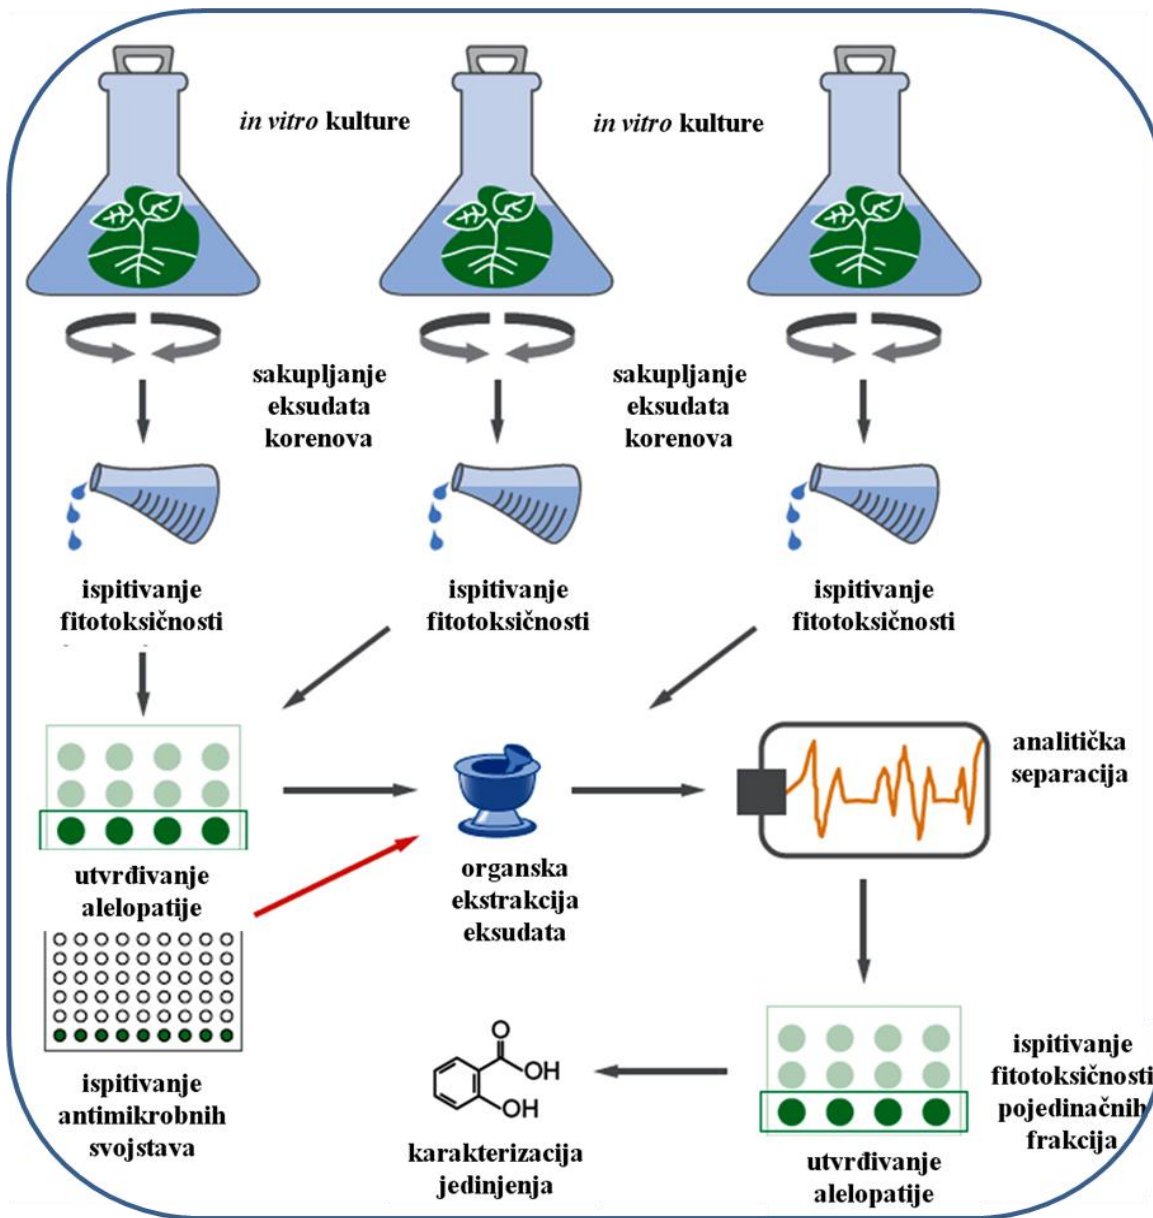 in vitro kulture
in vitro kulture
sakupljanje
eksudata
korenova
sakupljanje
eksudata
korenova
ispitivanje
fitotoksičnosti
ispitivanje
fitotoksičnosti
ispitivanje
fitotoksičnosti
analitička
separacija
utvrđivanje
alelopatije
organska
ekstrakcija
eksudata
ispitivanje
antimikrobnih
svojstava
O
OH
OH
karakterizacija
jedinjenja
ispitivanje
fitotoksičnosti
pojedinačnih
frakcija
utvrđivanje
alelopatije